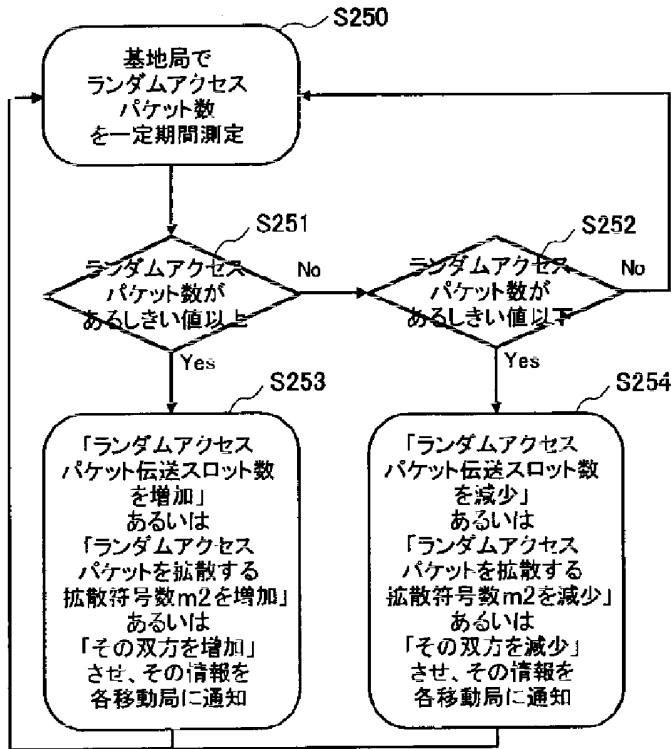 S250
基地局で
ランダムアクセス
パケット数
を一定期間測定
S251
ランダムアクセス
パケット数が
あるしきい値以上
No
Yes
S252
ランダムアクセス
パケット数が
あるしきい値以下
No
Yes
S253
「ランダムアクセス
パケット伝送スロット数
を増加」
あるいは
「ランダムアクセス
パケットを拡散する
拡散符号数m2を増加」
あるいは
「その双方を増加」
させ、その情報を
各移動局に通知
S254
「ランダムアクセス
パケット伝送スロット数
を減少」
あるいは
「ランダムアクセス
パケットを拡散する
拡散符号数m2を減少」
あるいは
「その双方を減少」
させ、その情報を
各移動局に通知